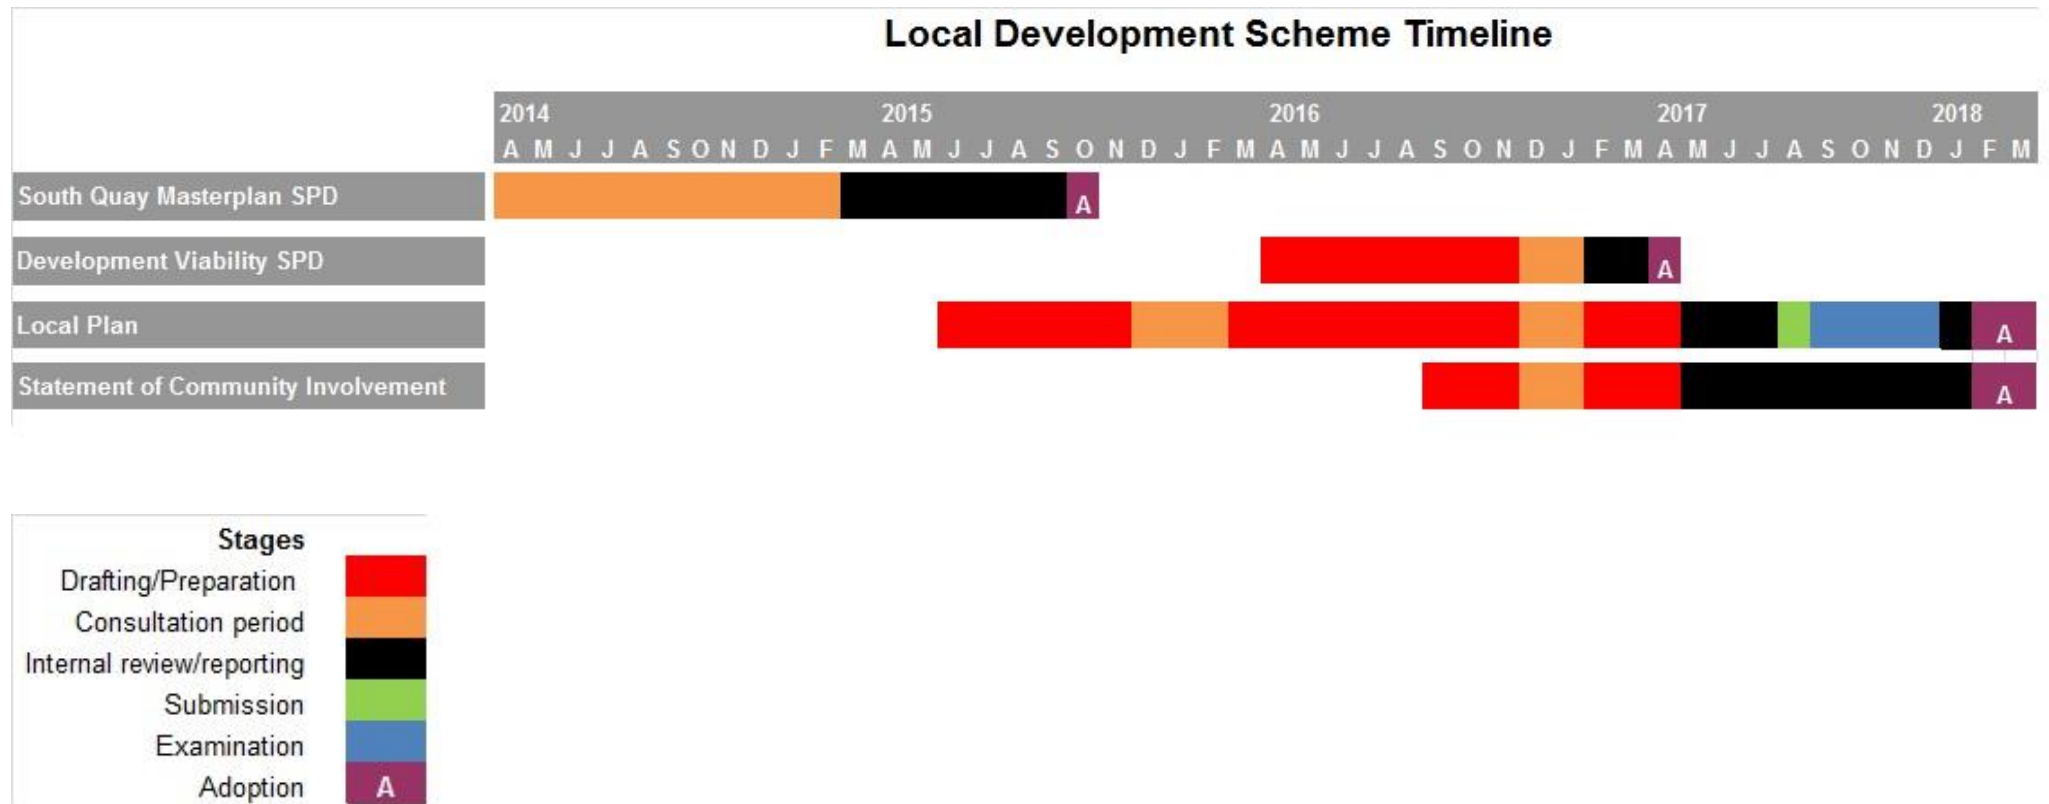 Local Development Scheme Timeline
2014 2015 2016 2017 2018
A M J J A S O N D J F M A M J J A S O N D J F M A M J J A S O N D J F M A M J J A S O N D J F M
South Quay Masterplan SPD A
Development Viability SPD A
Local Plan A
Statement of Community Involvement A
Stages
Drafting/Preparation
Consultation period
Internal review/reporting
Submission
Examination
Adoption A